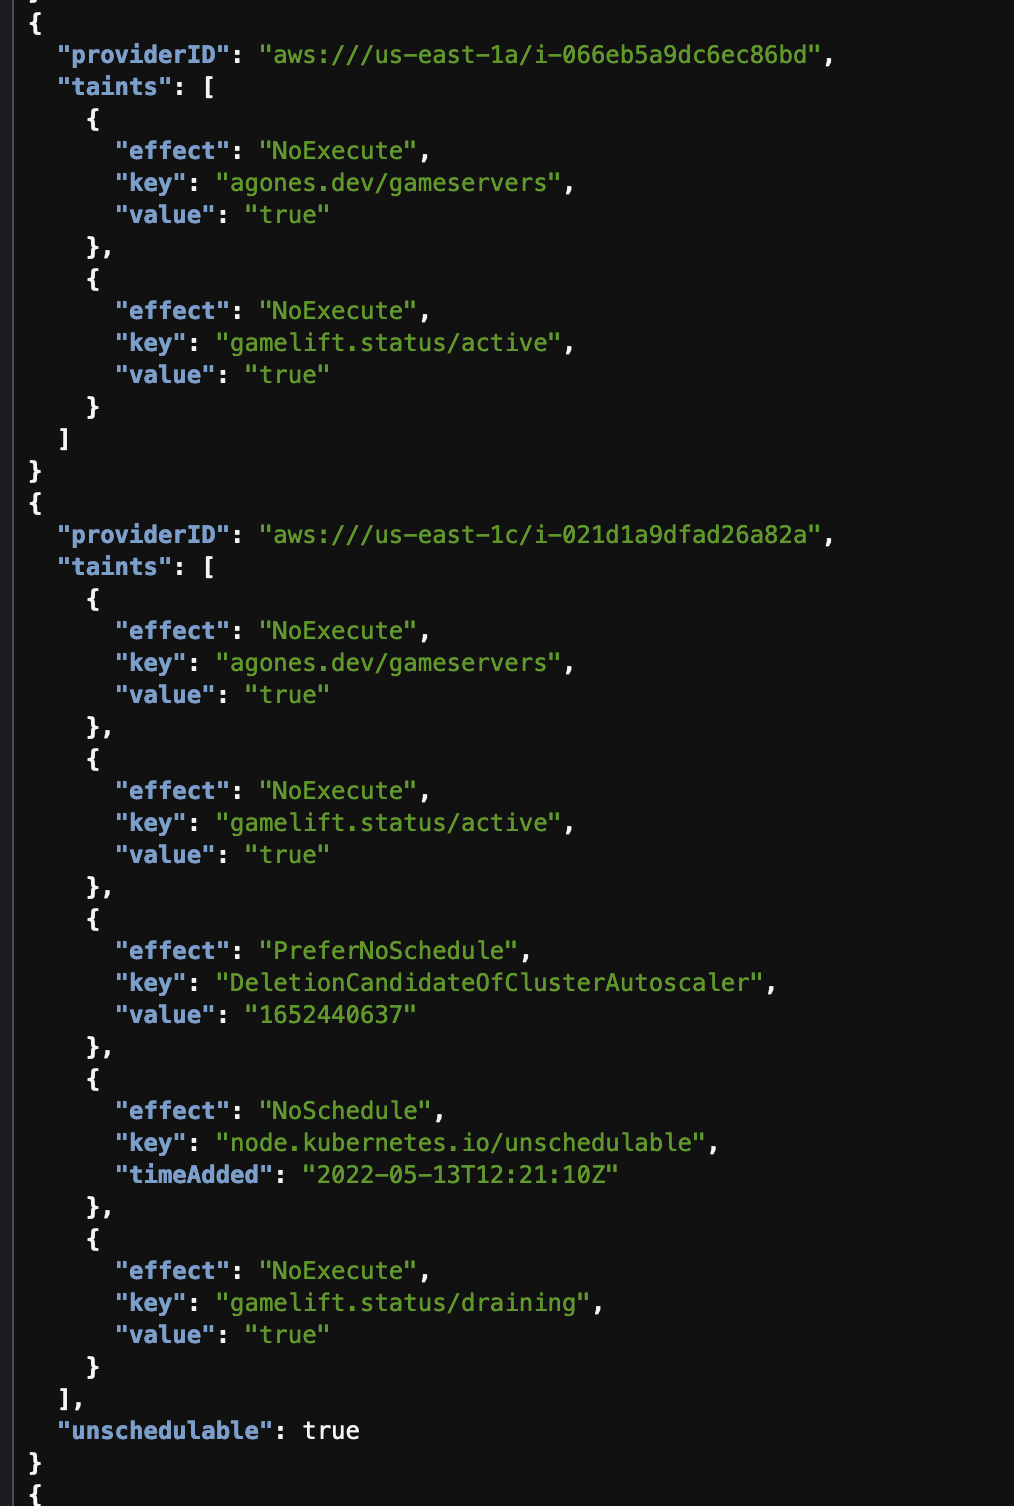 {
  "providerID": "aws:///us-east-1a/i-066eb5a9dc6ec86bd",
  "taints": [
    {
      "effect": "NoExecute",
      "key": "agones.dev/gameservers",
      "value": "true"
    },
    {
      "effect": "NoExecute",
      "key": "gamelift.status/active",
      "value": "true"
    }
  ]
}
{
  "providerID": "aws:///us-east-1c/i-021d1a9dfad26a82a",
  "taints": [
    {
      "effect": "NoExecute",
      "key": "agones.dev/gameservers",
      "value": "true"
    },
    {
      "effect": "NoExecute",
      "key": "gamelift.status/active",
      "value": "true"
    },
    {
      "effect": "PreferNoSchedule",
      "key": "DeletionCandidateOfClusterAutoscaler",
      "value": "1652440637"
    },
    {
      "effect": "NoSchedule",
      "key": "node.kubernetes.io/unschedulable",
      "timeAdded": "2022-05-13T12:21:10Z"
    },
    {
      "effect": "NoExecute",
      "key": "gamelift.status/draining",
      "value": "true"
    }
  ],
  "unschedulable": true
}
{